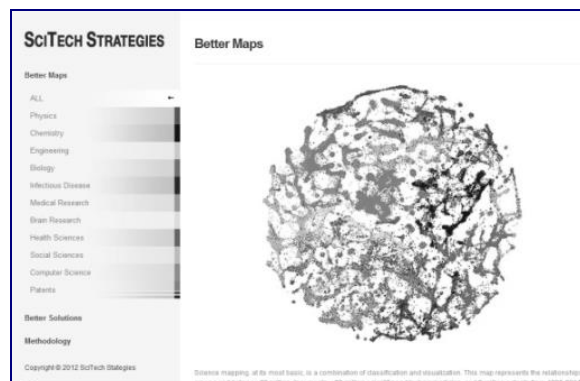 SCITECH STRATEGIES
Better Maps
Better Maps
ALL
Physics
Chemistry
Engineering
Biology
Infectious Disease
Medical Research
Brain Research
Health Sciences
Social Sciences
Computer Science
Patents
Better Solutions
Methodology
Copyright © 2012 SciTech Stategies
Science mapping, at its most basic, is a combination of classification and visualization. This map represents the relationship